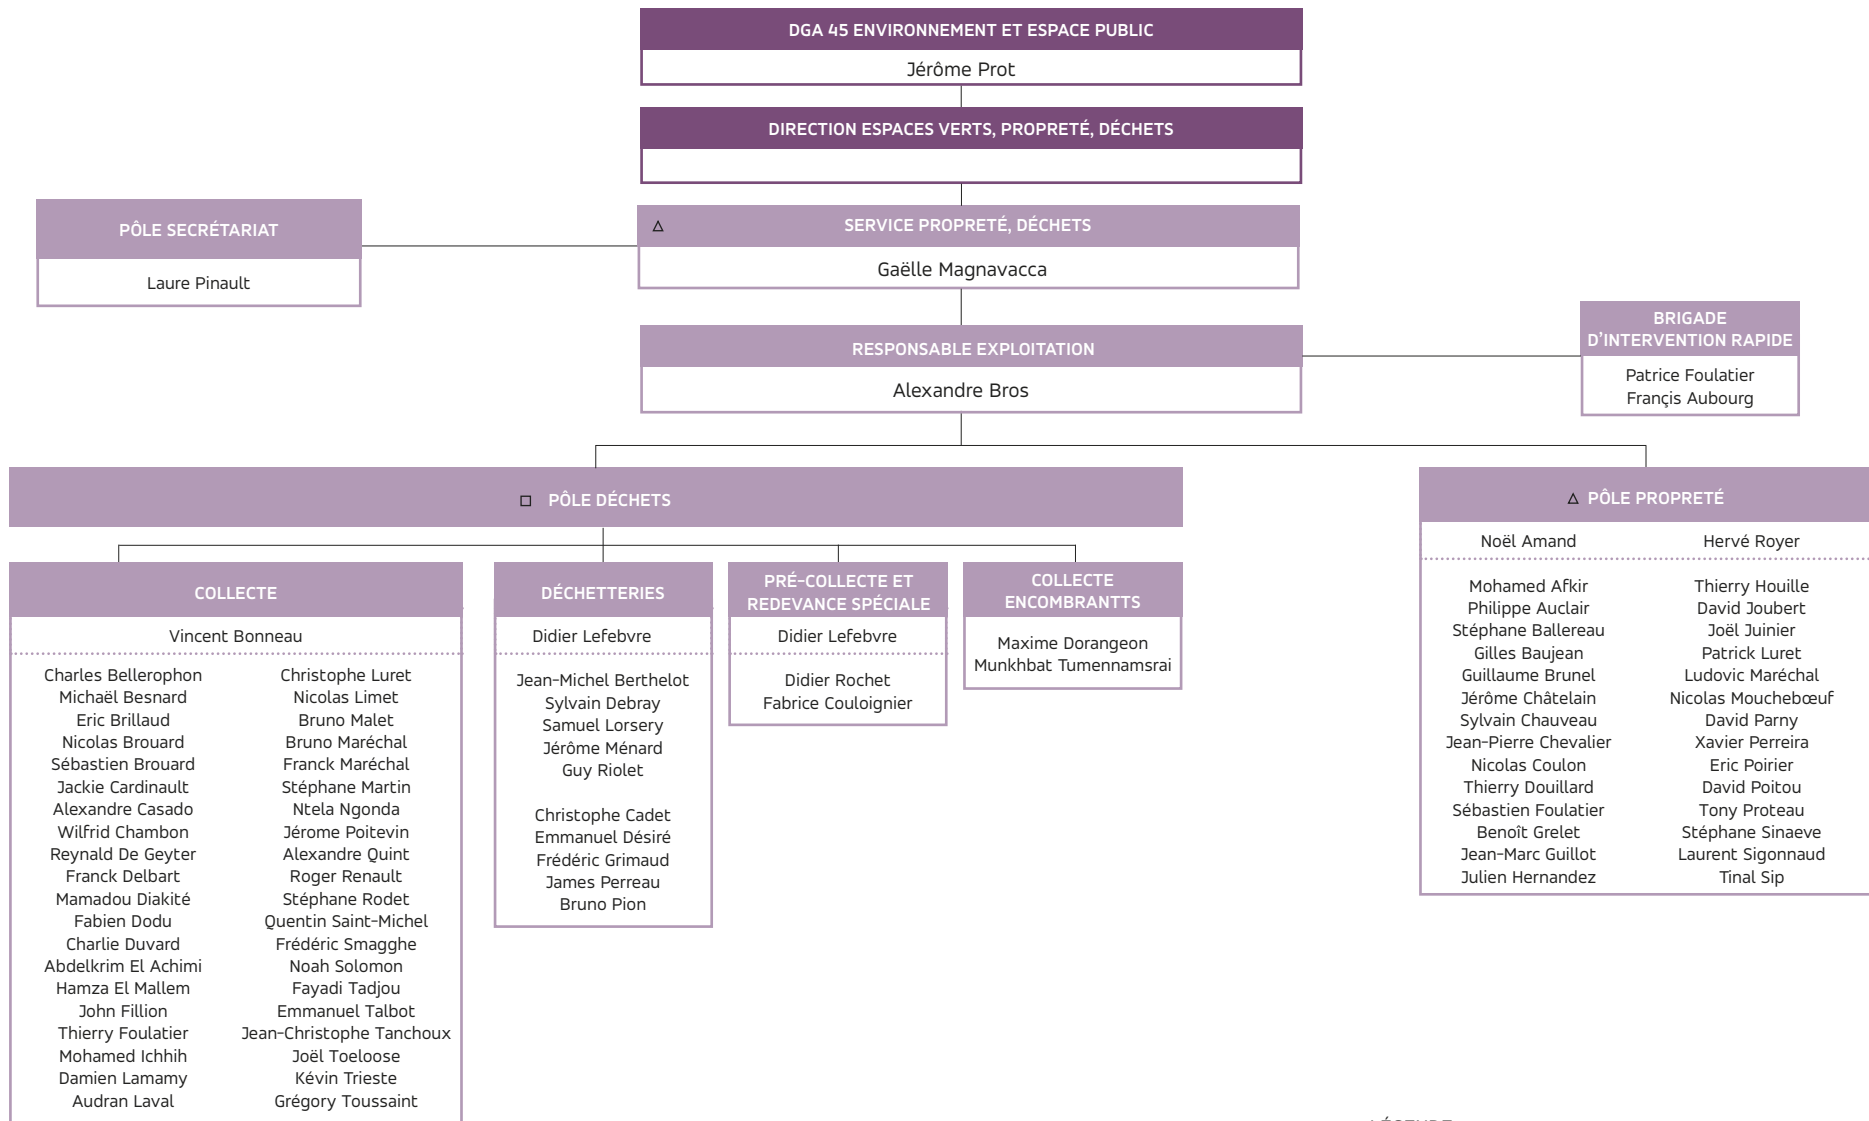 DGA 45 ENVIRONNEMENT ET ESPACE PUBLIC
Jérôme Prot
DIRECTION ESPACES VERTS, PROPRETÉ, DÉCHETS
PÔLE SECRÉTARIAT
Laure Pinault
SERVICE PROPRETÉ, DÉCHETS
Gaëlle Magnavacca
RESPONSABLE EXPLOITATION
Alexandre Bros
BRIGADE
D'INTERVENTION RAPIDE
Patrice Foulatier
Françis Aubourg
PÔLE DÉCHETS
COLLECTE
Vincent Bonneau
Charles Bellerophon
Michaël Besnard
Eric Brillaud
Nicolas Brouard
Sébastien Brouard
Jackie Cardinault
Alexandre Casado
Wilfrid Chambon
Reynald De Geyter
Franck Delbart
Mamadou Diakité
Fabien Dodu
Charlie Duvard
Abdelkrim El Achimi
Hamza El Mallem
John Fillion
Thierry Foulatier
Mohamed Ichhih
Damien Lamamy
Audran Laval
Christophe Luret
Nicolas Limet
Bruno Malet
Bruno Maréchal
Franck Maréchal
Stéphane Martin
Ntela Ngonda
Jérome Poitevin
Alexandre Quint
Roger Renault
Stéphane Rodet
Quentin Saint-Michel
Frédéric Smagghe
Noah Solomon
Fayadi Tadjou
Emmanuel Talbot
Jean-Christophe Tanchoux
Joël Toeloose
Kévin Trieste
Grégory Toussaint
DÉCHETTERIES
Didier Lefebvre
Jean-Michel Berthelot
Sylvain Debray
Samuel Lorsery
Jérôme Ménard
Guy Riolet
Christophe Cadet
Emmanuel Désiré
Frédéric Grimaud
James Perreau
Bruno Pion
PRÉ-COLLECTE ET
REDEVANCE SPÉCIALE
Didier Lefebvre
Didier Rochet
Fabrice Couloignier
COLLECTE
ENCOMBRANTTS
Maxime Dorangeon
Munkhbat Tumennamsrai
PÔLE PROPRETÉ
Noël Amand
Hervé Royer
Mohamed Afkir
Philippe Auclair
Stéphane Ballereau
Gilles Baujean
Guillaume Brunel
Jérôme Châtelain
Sylvain Chauveau
Jean-Pierre Chevalier
Nicolas Coulon
Thierry Douillard
Sébastien Foulatier
Benoît Grelet
Jean-Marc Guillot
Julien Hernandez
Thierry Houille
David Joubert
Joël Juinier
Patrick Luret
Ludovic Maréchal
Nicolas Mouchebœuf
David Parny
Xavier Perreira
Eric Poirier
David Poitou
Tony Proteau
Stéphane Sinaeve
Laurent Sigonnaud
Tinal Sip